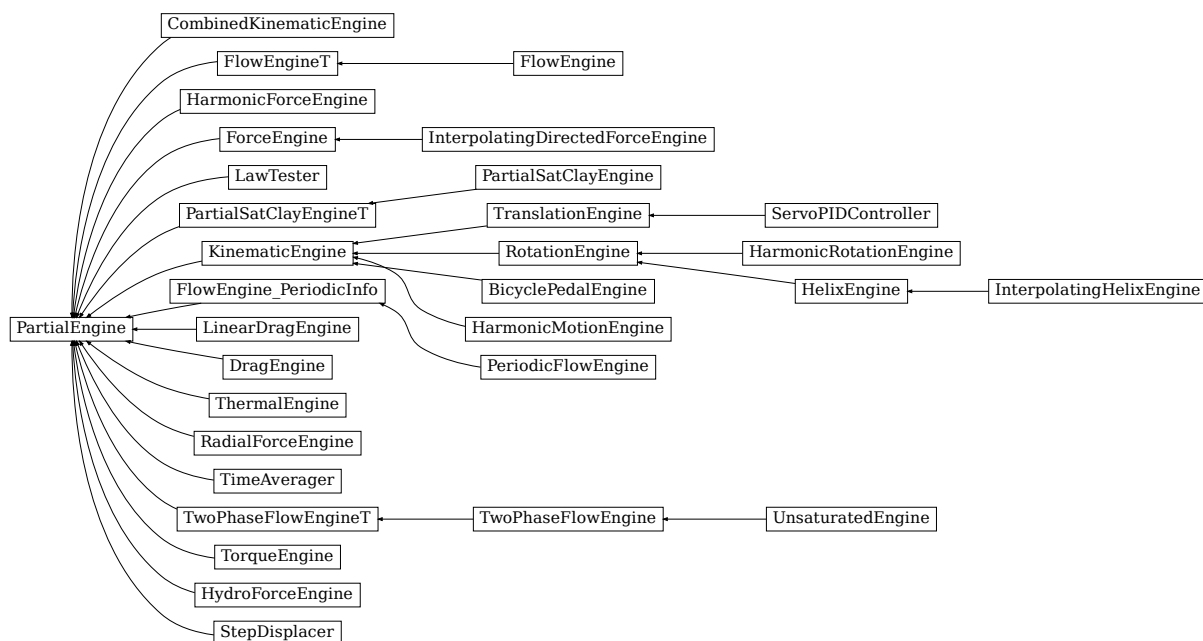 CombinedKinematicEngine
FlowEngineT FlowEngine
HarmonicForceEngine
ForceEngine InterpolatingDirectedForceEngine
LawTester PartialSatClayEngine
PartialSatClayEngineT TranslationEngine ServoPIDController
KinematicEngine RotationEngine HarmonicRotationEngine
FlowEngine_PeriodicInfo BicyclePedalEngine HelixEngine InterpolatingHelixEngine
PartialEngine LinearDragEngine HarmonicMotionEngine
DragEngine PeriodicFlowEngine
ThermalEngine
RadialForceEngine
TimeAverager
TwoPhaseFlowEngineT TwoPhaseFlowEngine UnsaturatedEngine
TorqueEngine
HydroForceEngine
StepDisplacer